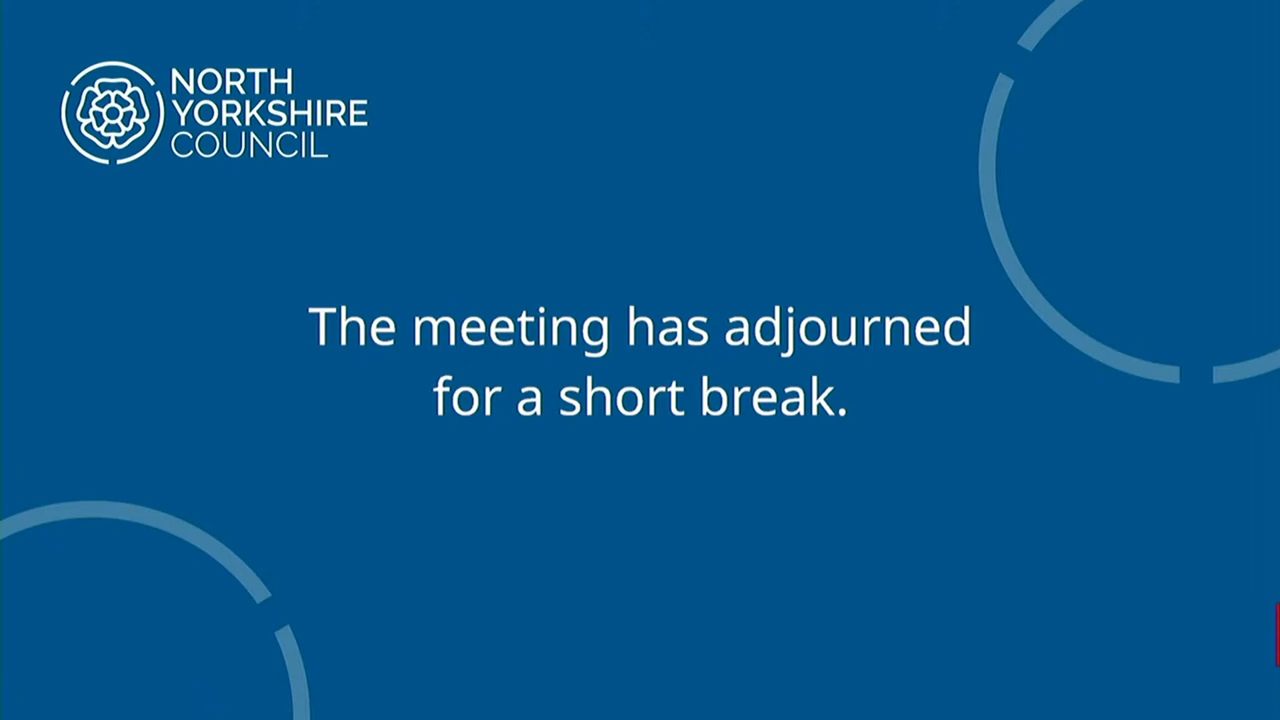 NORTH
YORKSHIRE
COUNCIL
The meeting has adjourned
for a short break.